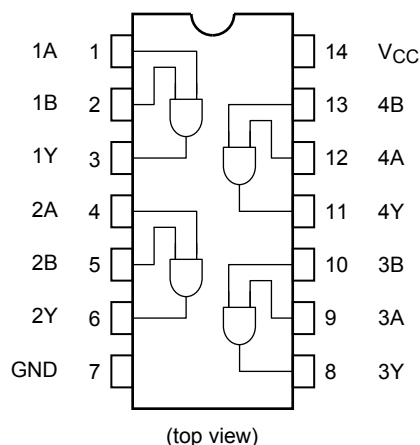 1A 1 14 VCC
1B 2 13 4B
1Y 3 12 4A
2A 4 11 4Y
2B 5 10 3B
2Y 6 9 3A
GND 7 8 3Y
(top view)